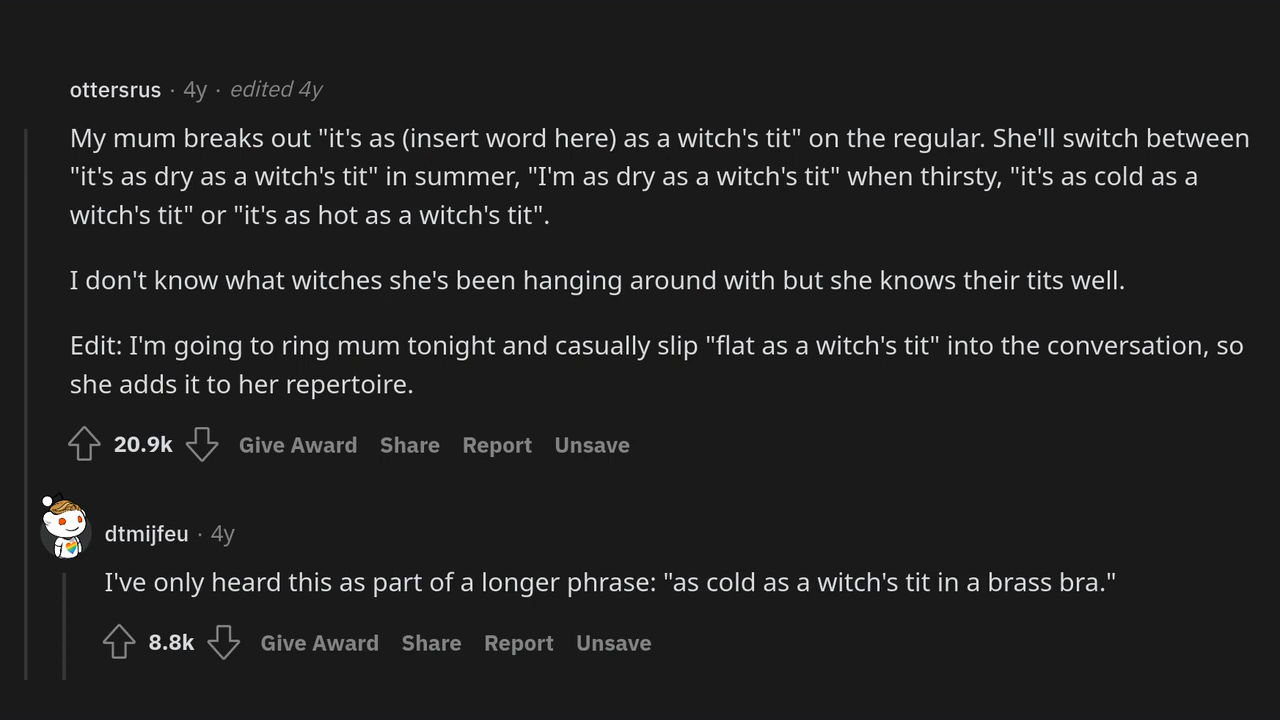 ottersrus · 4y · edited 4y
My mum breaks out "it's as (insert word here) as a witch's tit" on the regular. She'll switch between
"it's as dry as a witch's tit" in summer, "I'm as dry as a witch's tit" when thirsty, "it's as cold as a
witch's tit" or "it's as hot as a witch's tit".
I don't know what witches she's been hanging around with but she knows their tits well.
Edit: I'm going to ring mum tonight and casually slip "flat as a witch's tit" into the conversation, so
she adds it to her repertoire.
20.9k Give Award Share Report Unsave
dtmijfeu · 4y
I've only heard this as part of a longer phrase: "as cold as a witch's tit in a brass bra."
8.8k Give Award Share Report Unsave